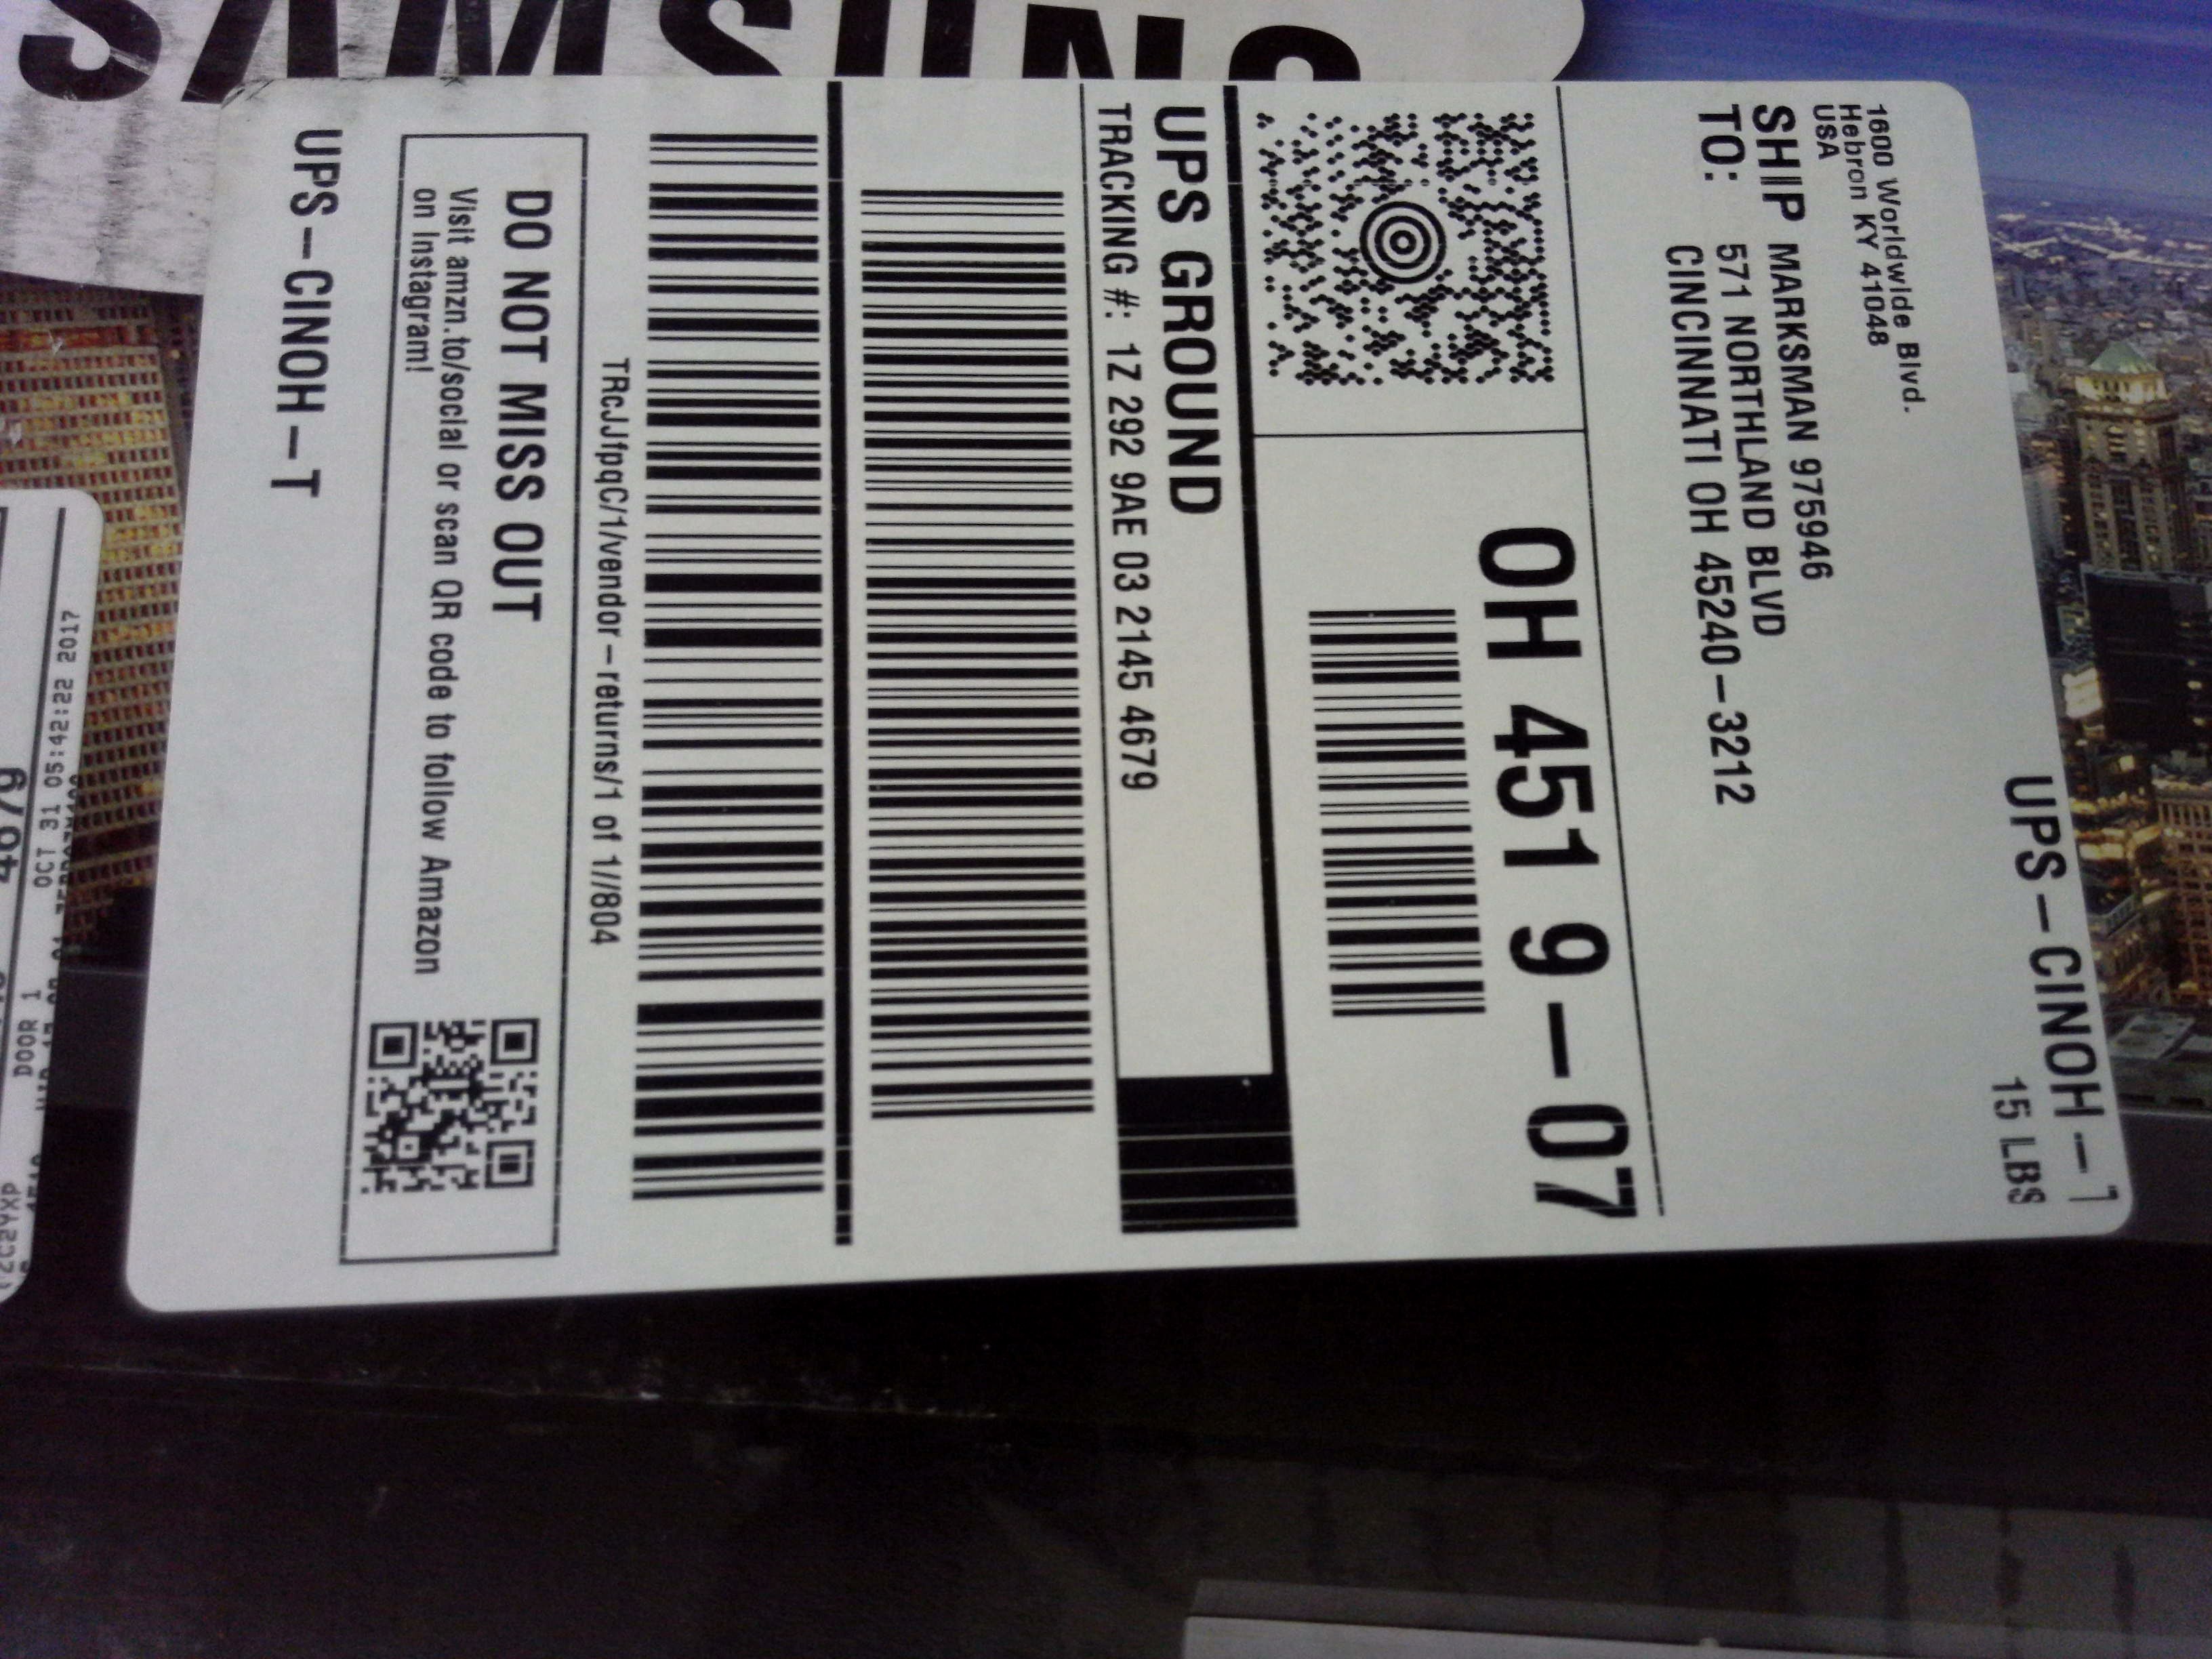 SAMSUNG
UPS-CINOH-T
15 LBS
1600 Worldwide Blvd.
Hebron KY 41048
USA
SHIP MARKSMAN 975946
TO: 571 NORTHLAND BLVD
CINCINNATI OH 45240-3212
OH 451 9-07
UPS GROUND
TRACKING #: 1Z 292 9AE 03 2145 4679
TRcJJfpqC/1/vendor-returns/1 of 1//804
DO NOT MISS OUT
Visit amzn.to/social or scan QR code to follow Amazon
on Instagram!
UPS-CINOH-T
OCT 31 05:42:22 2017
DOOR 1